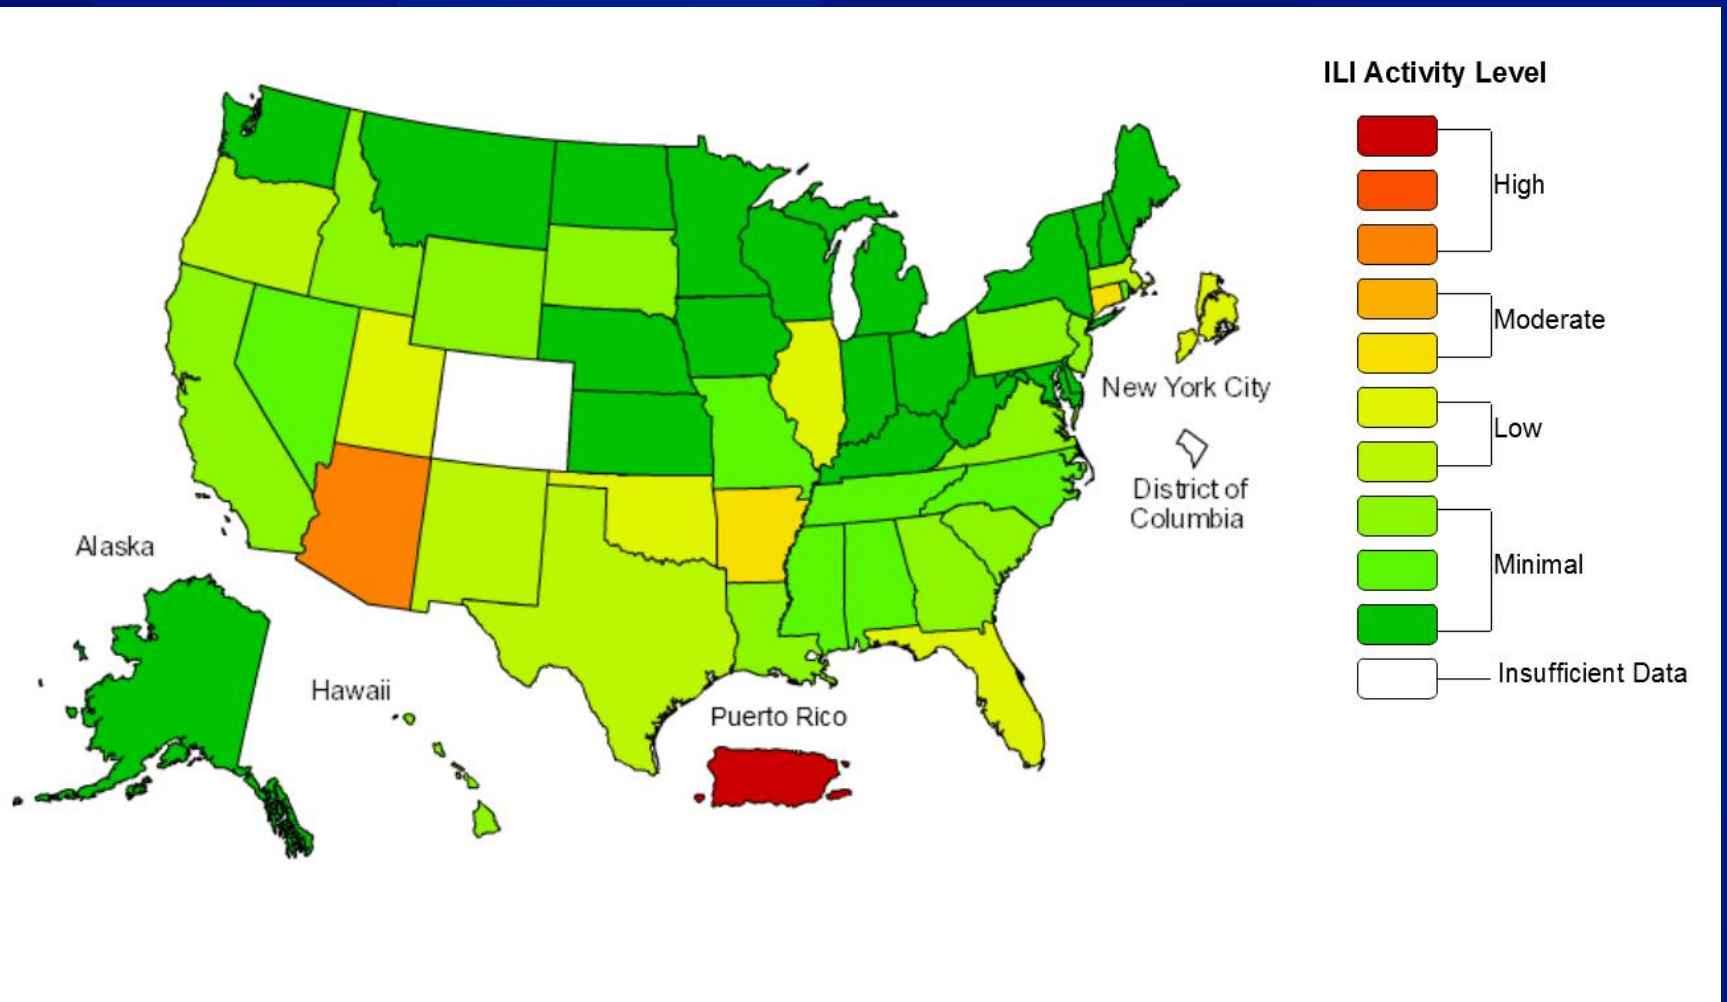 ILI Activity Level
High
Moderate
Low
Minimal
Insufficient Data
New York City
District of
Columbia
Alaska
Hawaii
Puerto Rico